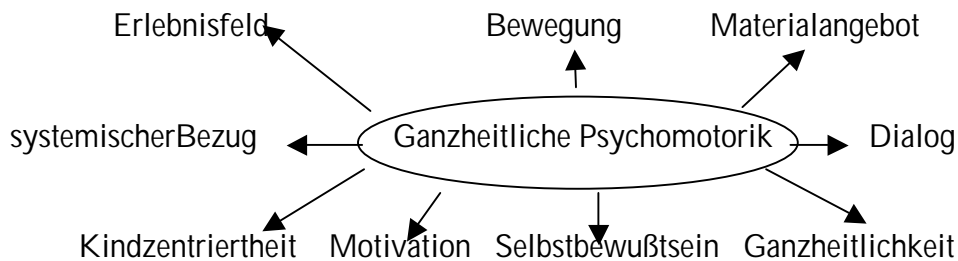 Erlebnisfeld Bewegung Materialangebot
systemischerBezug Ganzheitliche Psychomotorik Dialog
Kindzentriertheit Motivation Selbstbewußtsein Ganzheitlichkeit